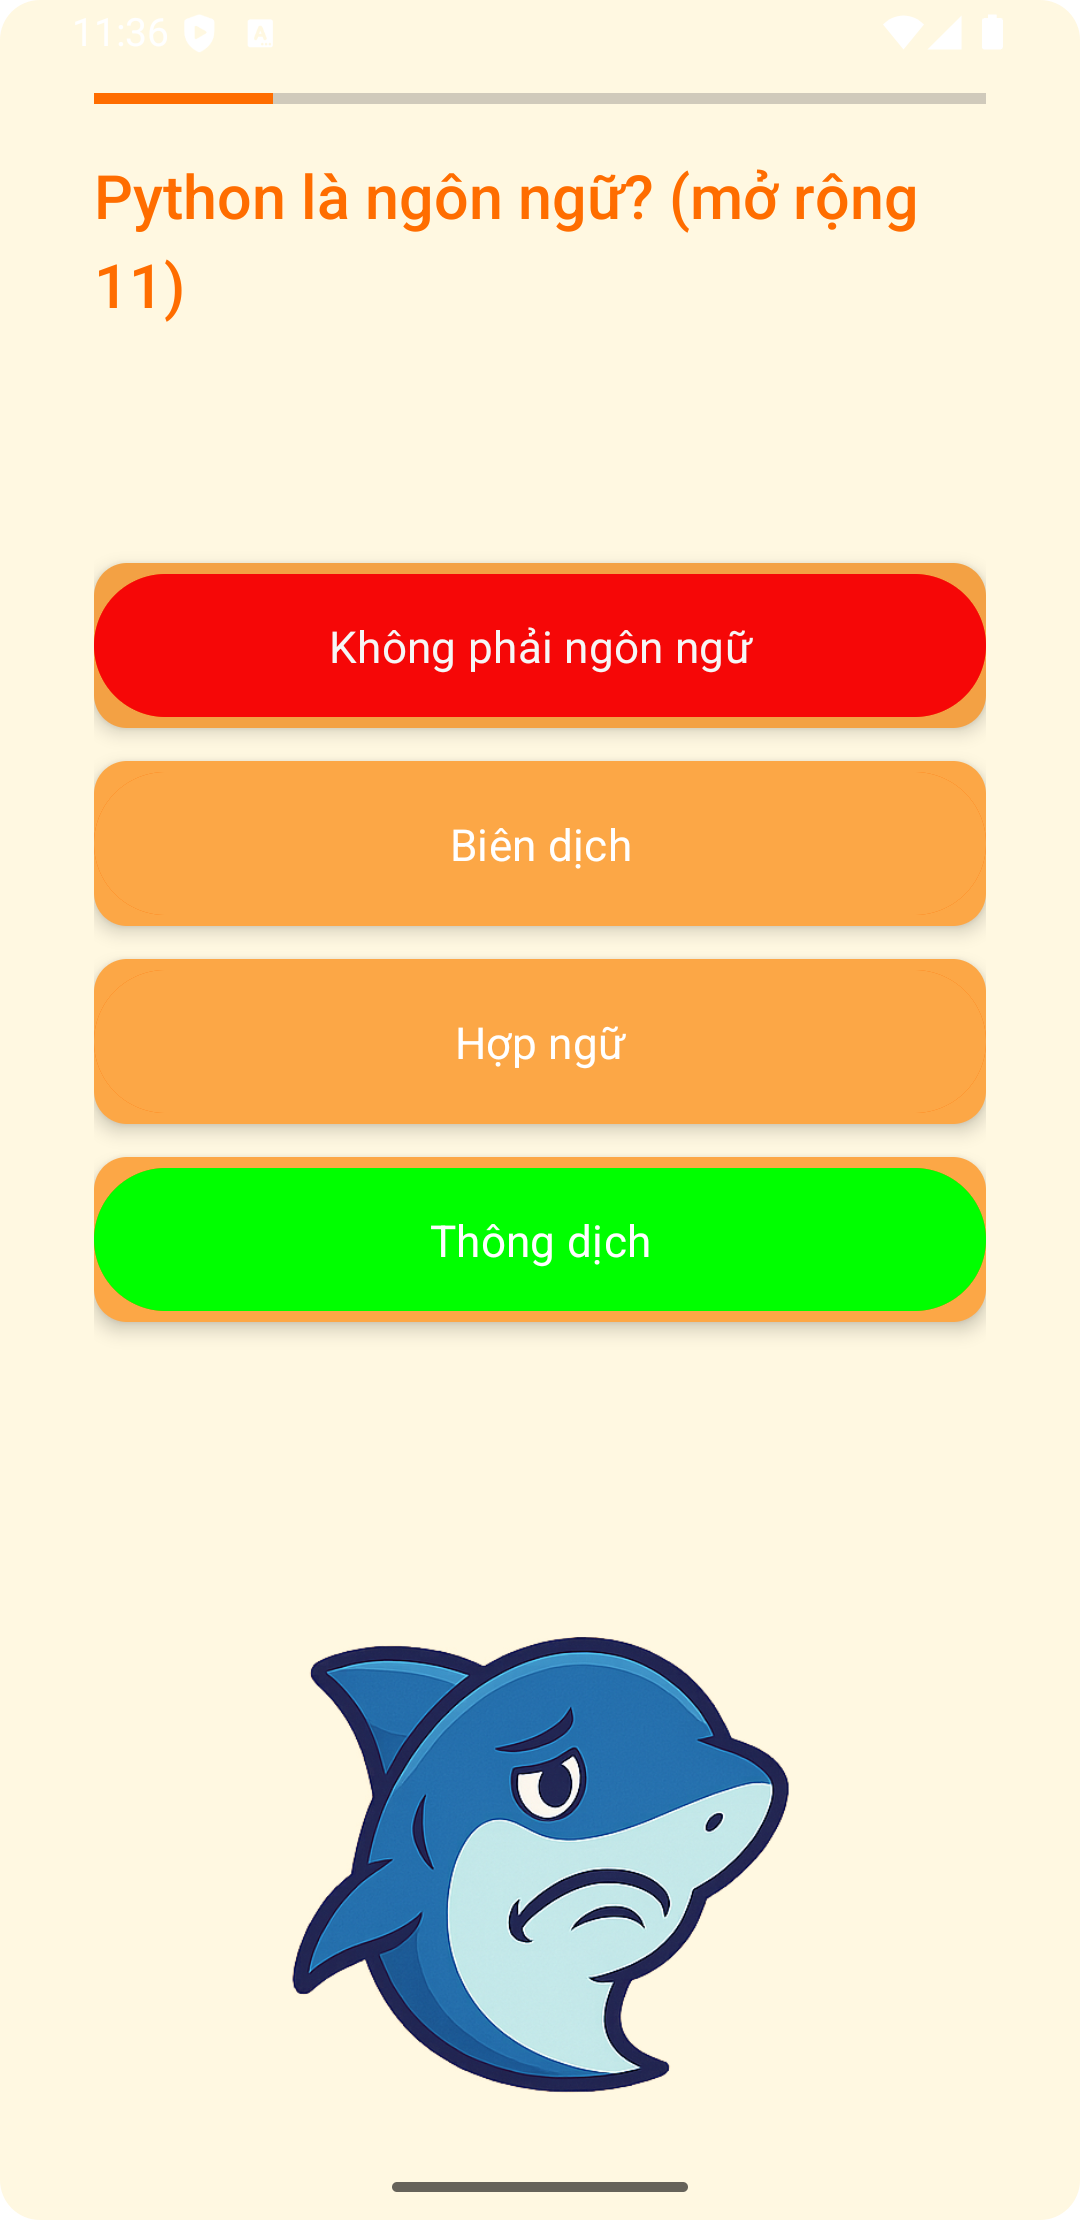 11:36
Python là ngôn ngữ? (mở rộng
11)
Không phải ngôn ngữ
Biên dịch
Hợp ngữ
Thông dịch